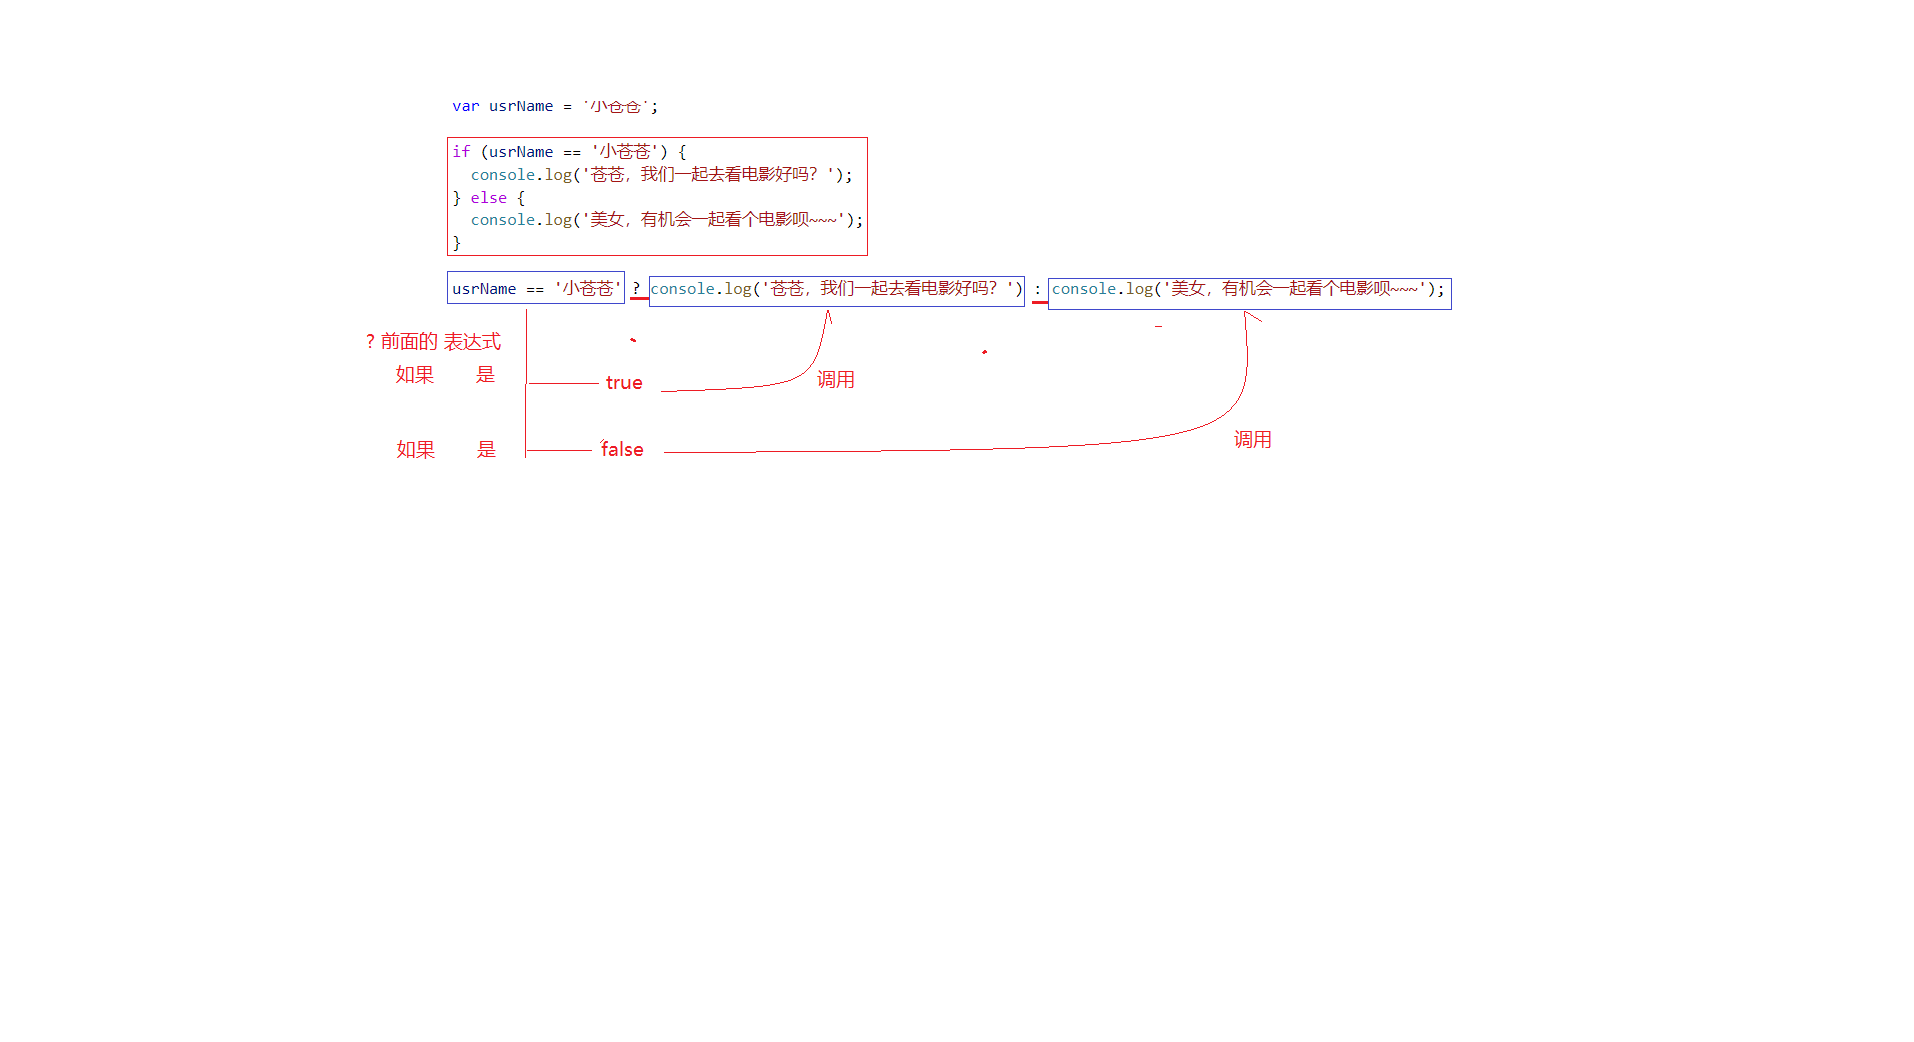 var usrName = '小苍苍';
if (usrName == '小苍苍') {
console.log('苍苍，我们一起去看电影好吗？');
} else {
console.log('美女，有机会一起看个电影呗~~~');
}
usrName == '小苍苍' ? console.log('苍苍，我们一起去看电影好吗？') : console.log('美女，有机会一起看个电影呗~~~');
? 前面的 表达式
如果 是 true 调用
如果 是 false 调用